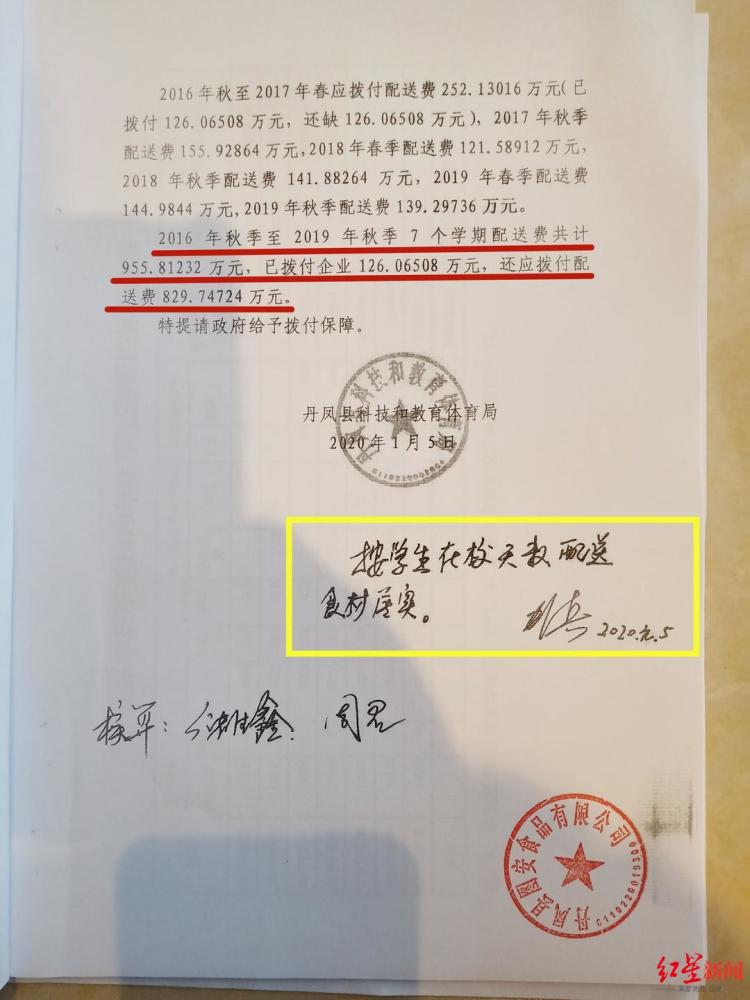 2016年秋至2017年春应拨付配送费252.13016万元(已
拨付126.06508万元,还缺126.06508万元),2017年秋季
配送费155.92864万元,2018年春季配送费121.58912万元,
2018年秋季配送费141.88264万元,2019年春季配送费
144.9844万元,2019年秋季配送费139.29736万元。
2016年秋季至2019年秋季7个学期配送费共计
955.81232万元,已拨付企业126.06508万元,还应拨付配
送费829.74724万元。
特提请政府给予拨付保障。
丹凤县科技和教育体育局
丹凤县科技和教育体育局
2020年1月5日
按学生在校天数配送
食材属实。
2020.元.5
核算:
丹凤县囿安食品有限公司
红星新闻